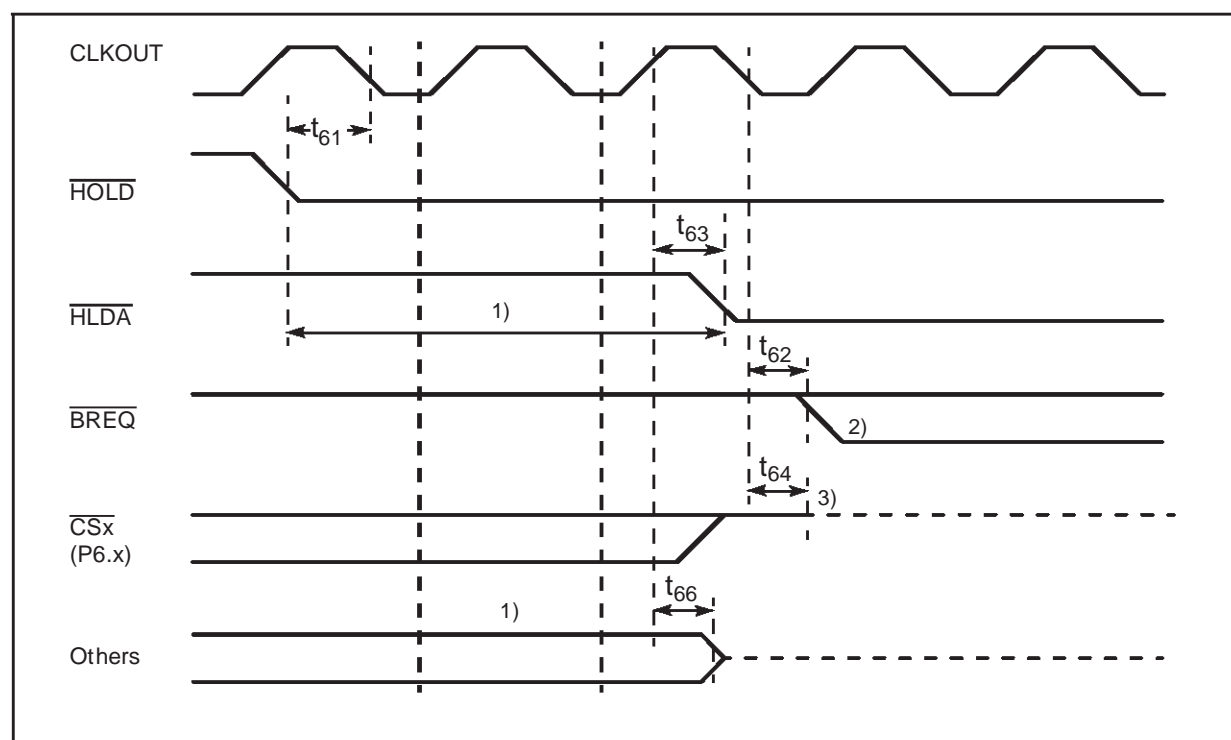 CLKOUT
t61
HOLD
t63
HLDA
1)
t62
BREQ
2)
t64
3)
CSx
(P6.x)
t66
1)
Others